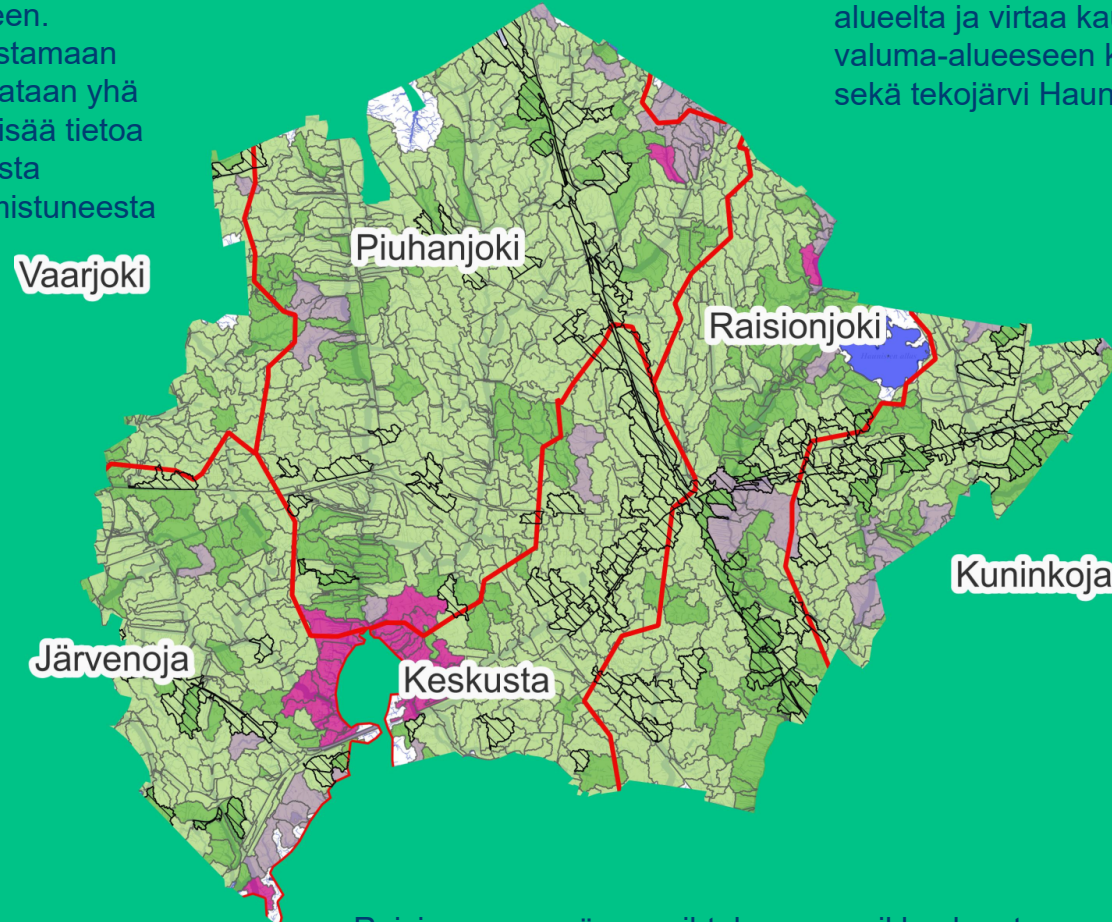 een.
stamaan
ataan yhä
isää tietoa
sta
mistuneesta
alueelta ja virtaa ka
valuma-alueeseen k
sekä tekojärvi Haun
Vaarjoki
Piuhanjoki
Raisionjoki
Kuninkoja
Järvenoja
Keskusta